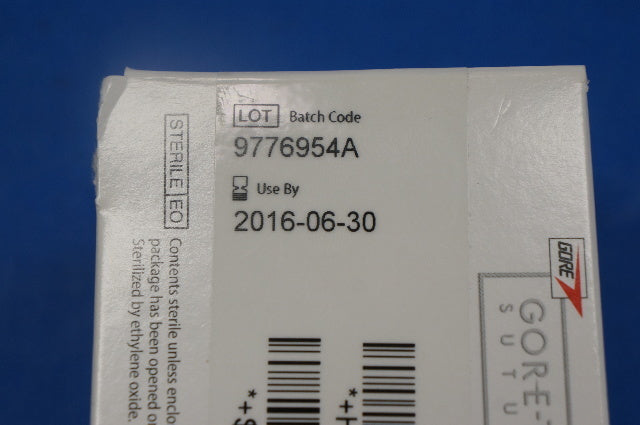 LOT Batch Code
9776954A
Use By
2016-06-30
STERILE EO
Contents sterile unless
package has been opened
Sterilized by ethylene oxide.
GORE
GORE-
SUTU
*+
*+H